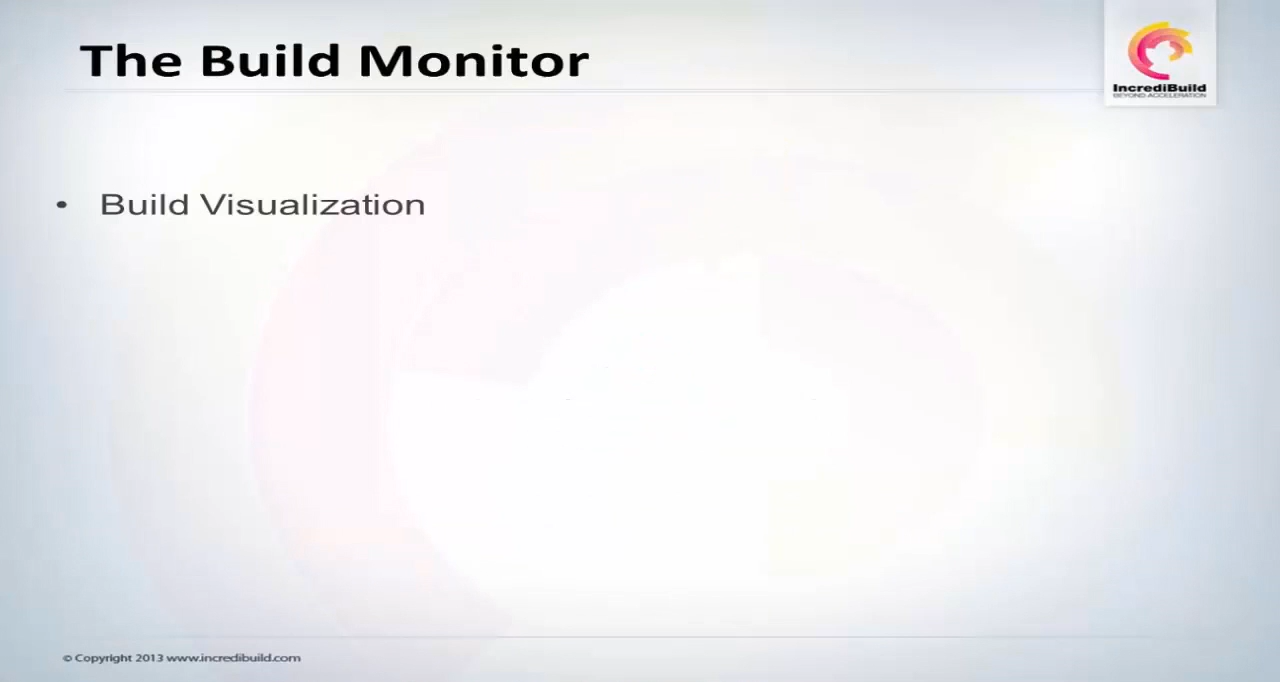 The Build Monitor
IncrediBuild
BEYOND ACCELERATION
• Build Visualization
© Copyright 2013 www.incredibuild.com